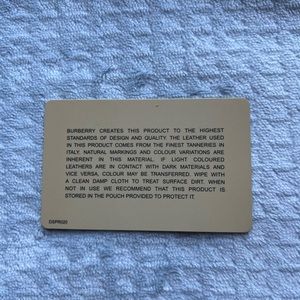 BURBERRY CREATES THIS PRODUCT TO THE HIGHEST
STANDARDS OF DESIGN AND QUALITY. THE LEATHER USED
IN THIS PRODUCT COMES FROM THE FINEST TANNERIES IN
ITALY. NATURAL MARKINGS AND COLOUR VARIATIONS ARE
INHERENT IN THIS MATERIAL. IF LIGHT COLOURED
LEATHERS ARE IN CONTACT WITH DARK MATERIALS AND
VICE VERSA, COLOUR MAY BE TRANSFERRED. WIPE WITH
A CLEAN DAMP CLOTH TO TREAT SURFACE DIRT. WHEN
NOT IN USE WE RECOMMEND THAT THIS PRODUCT IS
STORED IN THE POUCH PROVIDED TO PROTECT IT.